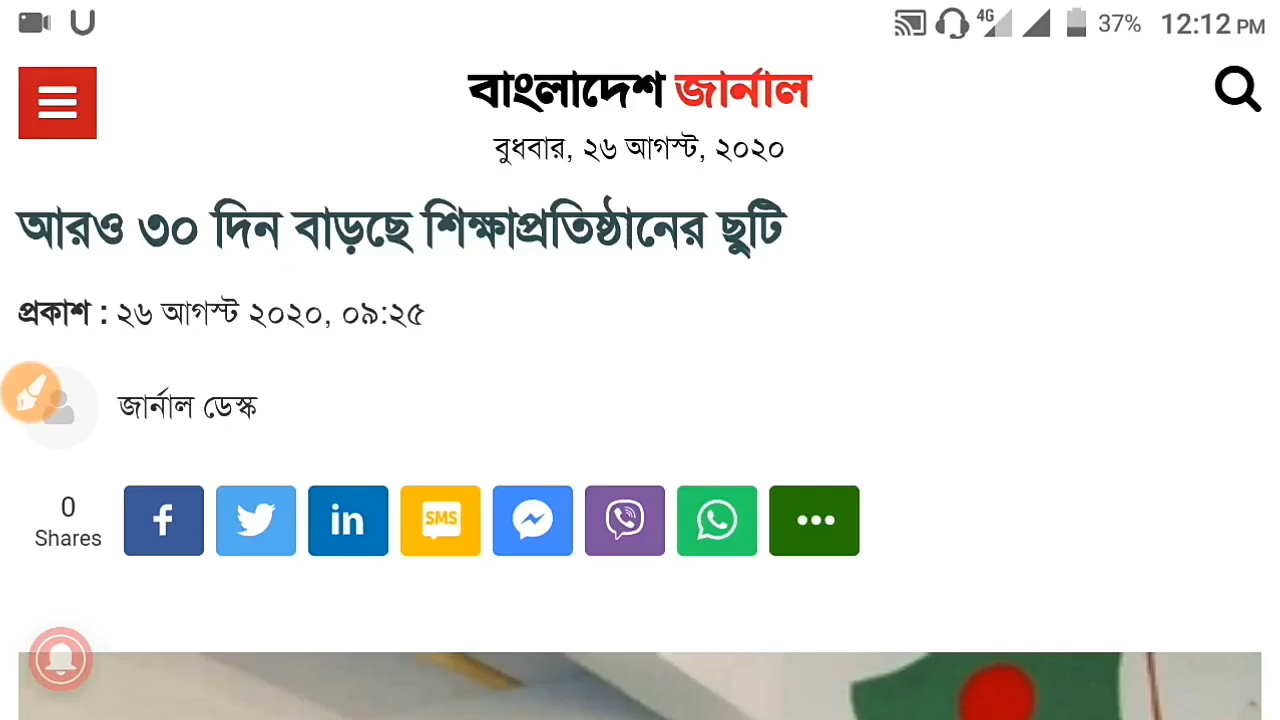 4G 37% 12:12 PM
বাংলাদেশ জার্নাল
বুধবার, ২৬ আগস্ট, ২০২০
আরও ৩০ দিন বাড়ছে শিক্ষাপ্রতিষ্ঠানের ছুটি
প্রকাশ : ২৬ আগস্ট ২০২০, ০৯:২৫
জার্নাল ডেস্ক
0
Shares
SMS